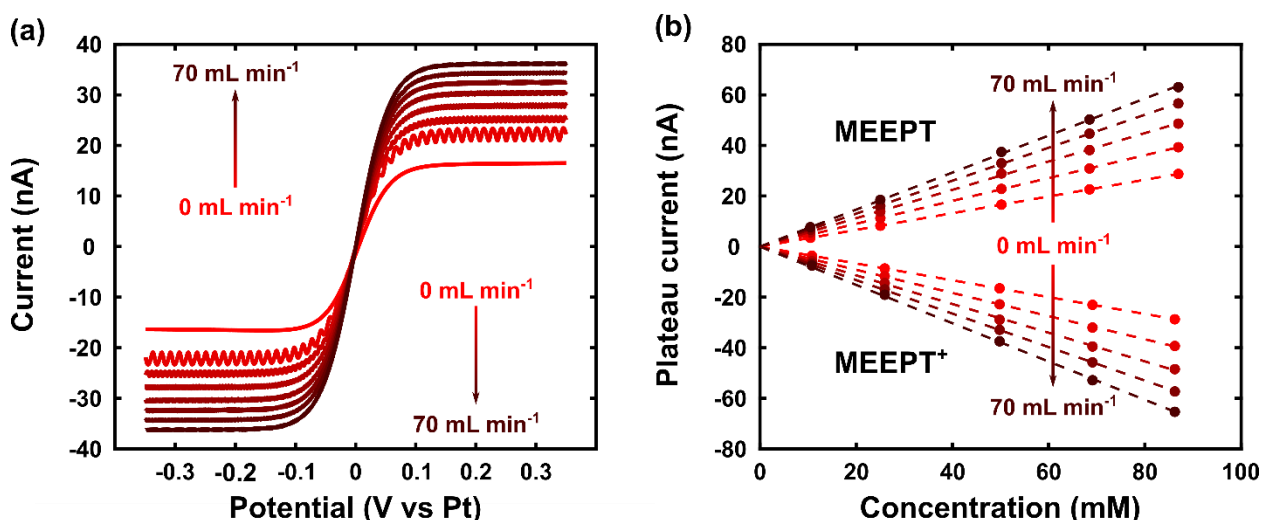 (a)
40
30
20
10
0
-10
-20
-30
-40
Current (nA)
70 mL min⁻¹
0 mL min⁻¹
0 mL min⁻¹
70 mL min⁻¹
-0.3 -0.2 -0.1 0 0.1 0.2 0.3
Potential (V vs Pt)
(b)
80
60
40
20
0
-20
-40
-60
-80
Plateau current (nA)
MEEPT
70 mL min⁻¹
0 mL min⁻¹
MEEPT⁺
70 mL min⁻¹
0 20 40 60 80 100
Concentration (mM)